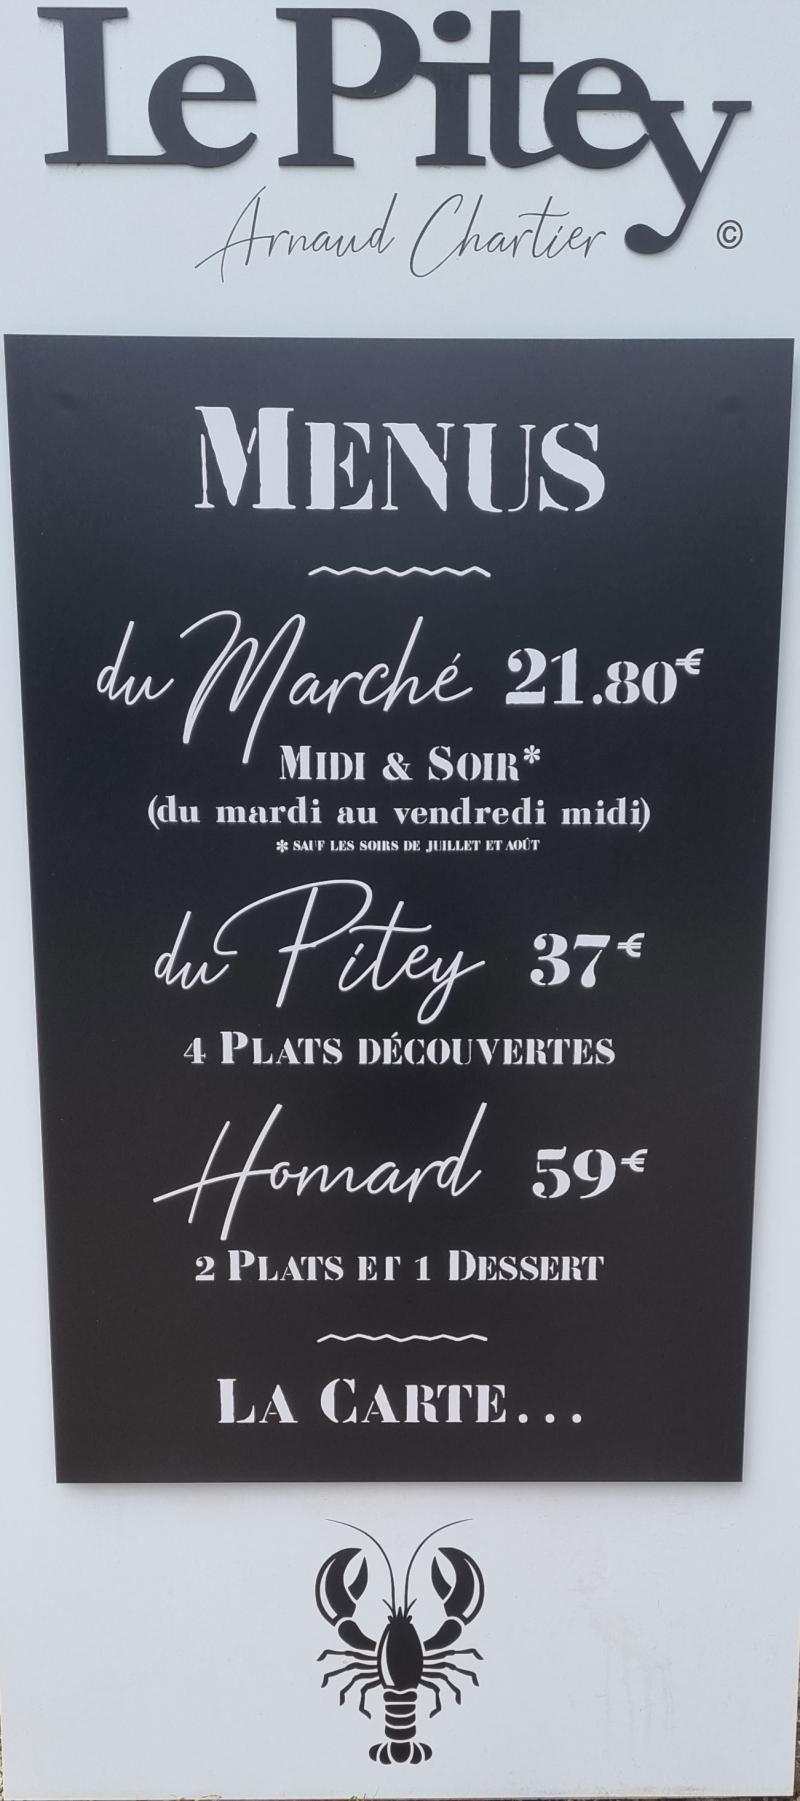 Le Pitey
Arnaud Chartier ©
MENUS
du Marché 21.80€
MIDI & SOIR*
(du mardi au vendredi midi)
* SAUF LES SOIRS DE JUILLET ET AOÛT
du Pitey 37€
4 PLATS DÉCOUVERTES
Homard 59€
2 PLATS ET 1 DESSERT
LA CARTE...